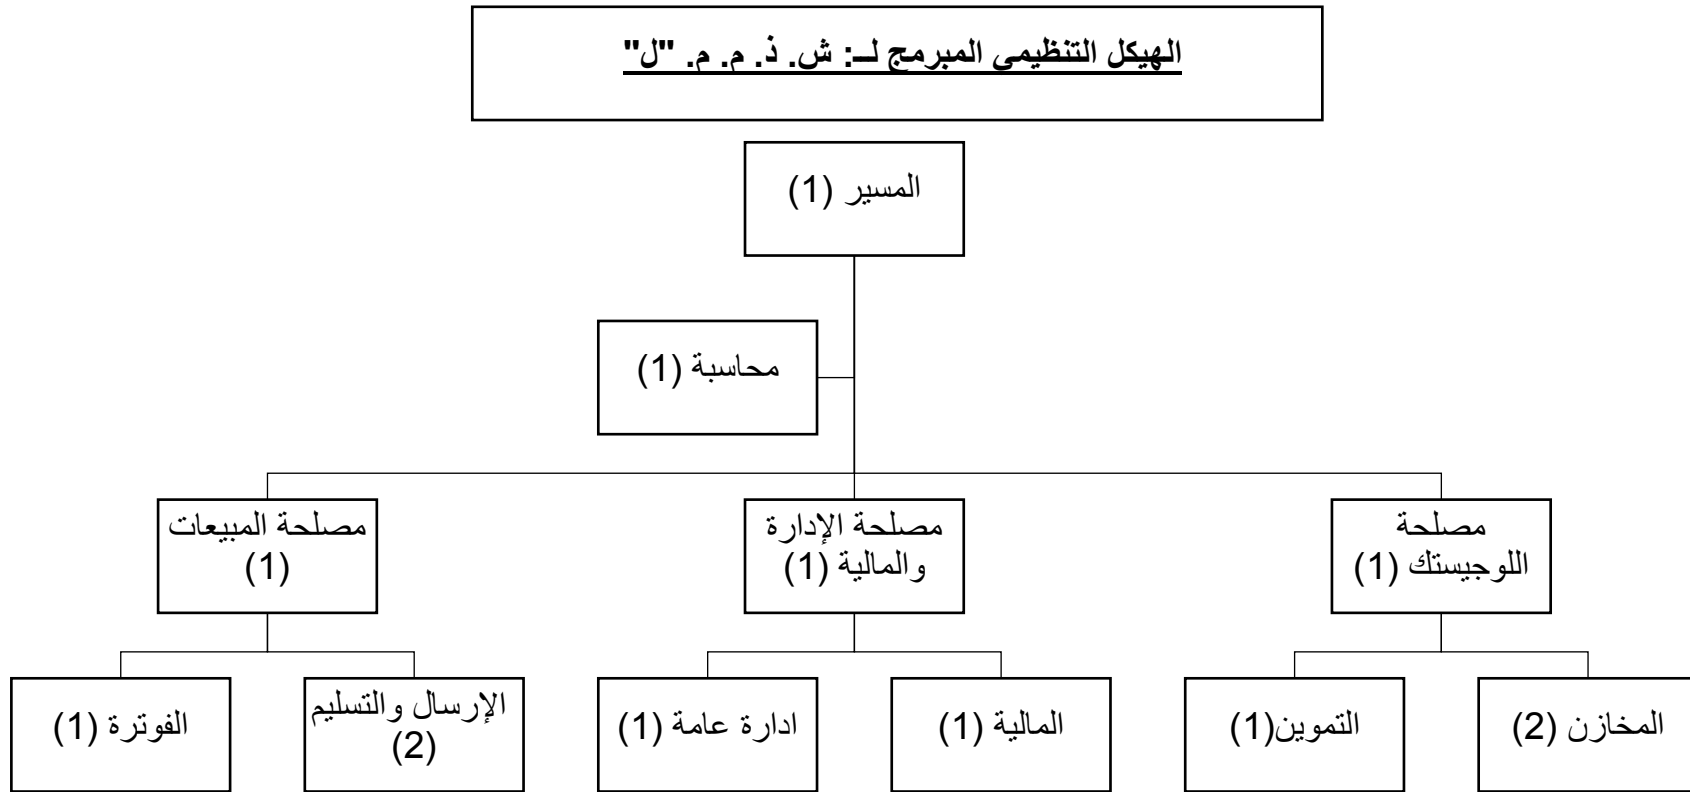 الهيكل التنظيمي المبرمج لــ: ش. ذ. م. م. "ل"
المسير (1)
محاسبة (1)
مصلحة
اللوجيستك (1)
مصلحة الإدارة
والمالية (1)
مصلحة المبيعات
(1)
المخازن (2)
التموين(1)
المالية (1)
ادارة عامة (1)
الإرسال والتسليم
(2)
الفوترة (1)